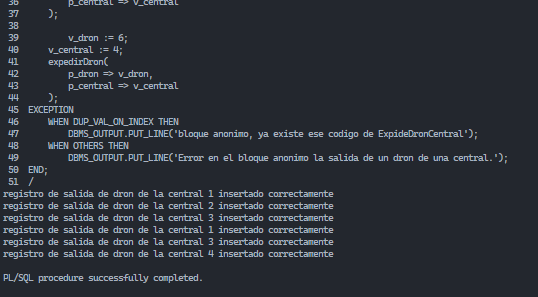 36             p_central => v_central
37         );
38
39             v_dron := 6;
40         v_central := 4;
41         expedirDron(
42             p_dron => v_dron,
43             p_central => v_central
44         );
45  EXCEPTION
46      WHEN DUP_VAL_ON_INDEX THEN
47          DBMS_OUTPUT.PUT_LINE('bloque anonimo, ya existe ese codigo de ExpideDronCentral');
48      WHEN OTHERS THEN
49          DBMS_OUTPUT.PUT_LINE('Error en el bloque anonimo la salida de un dron de una central.');
50  END;
51  /
registro de salida de dron de la central 1 insertado correctamente
registro de salida de dron de la central 2 insertado correctamente
registro de salida de dron de la central 3 insertado correctamente
registro de salida de dron de la central 1 insertado correctamente
registro de salida de dron de la central 3 insertado correctamente
registro de salida de dron de la central 4 insertado correctamente
PL/SQL procedure successfully completed.